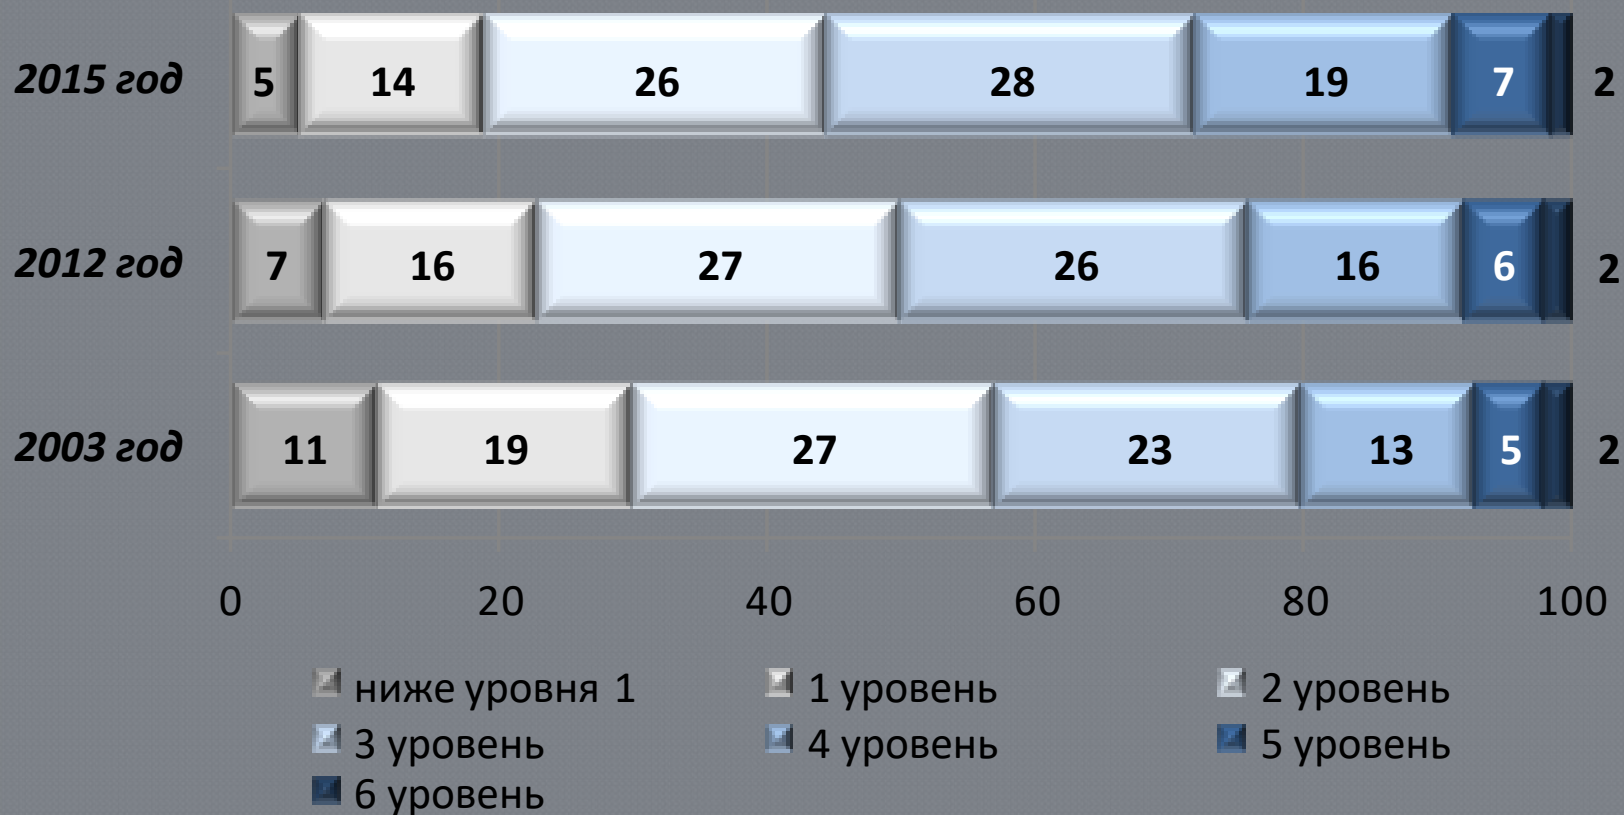 2015 год 5 14 26 28 19 7 2
2012 год 7 16 27 26 16 6 2
2003 год 11 19 27 23 13 5 2
0 20 40 60 80 100
ниже уровня 1 1 уровень 2 уровень
3 уровень 4 уровень 5 уровень
6 уровень